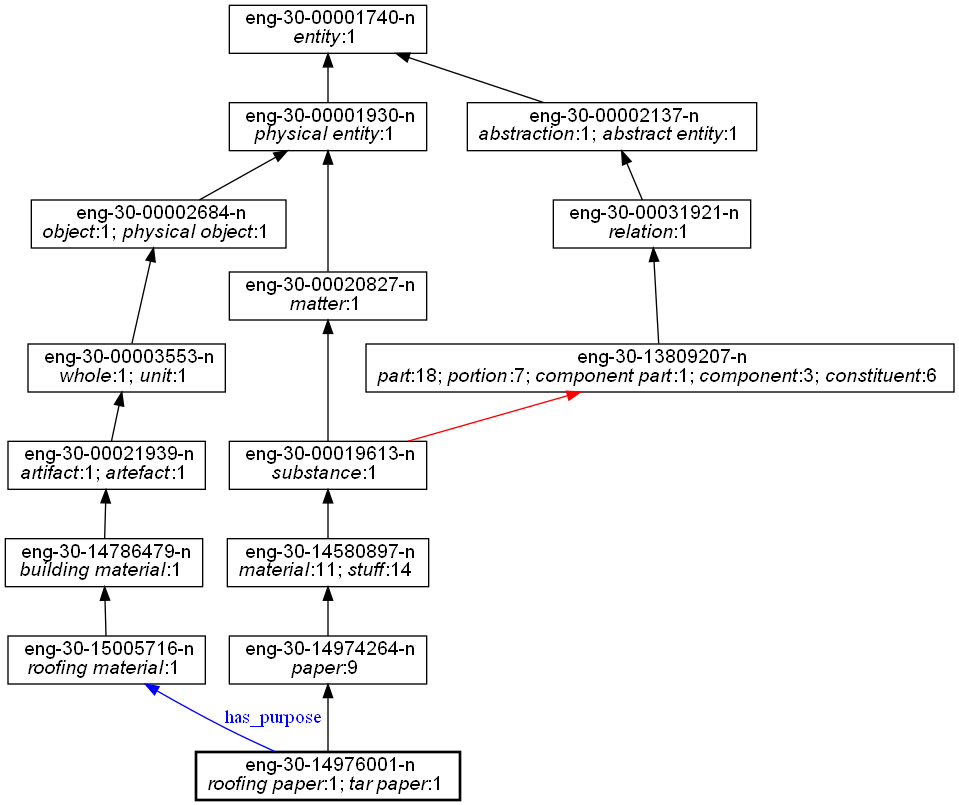 eng-30-00001740-n
entity:1
eng-30-00001930-n
physical entity:1
eng-30-00002137-n
abstraction:1; abstract entity:1
eng-30-00002684-n
object:1; physical object:1
eng-30-00031921-n
relation:1
eng-30-00020827-n
matter:1
eng-30-00003553-n
whole:1; unit:1
eng-30-13809207-n
part:18; portion:7; component part:1; component:3; constituent:6
eng-30-00021939-n
artifact:1; artefact:1
eng-30-00019613-n
substance:1
eng-30-14786479-n
building material:1
eng-30-14580897-n
material:11; stuff:14
eng-30-15005716-n
roofing material:1
eng-30-14974264-n
paper:9
has_purpose
eng-30-14976001-n
roofing paper:1; tar paper:1